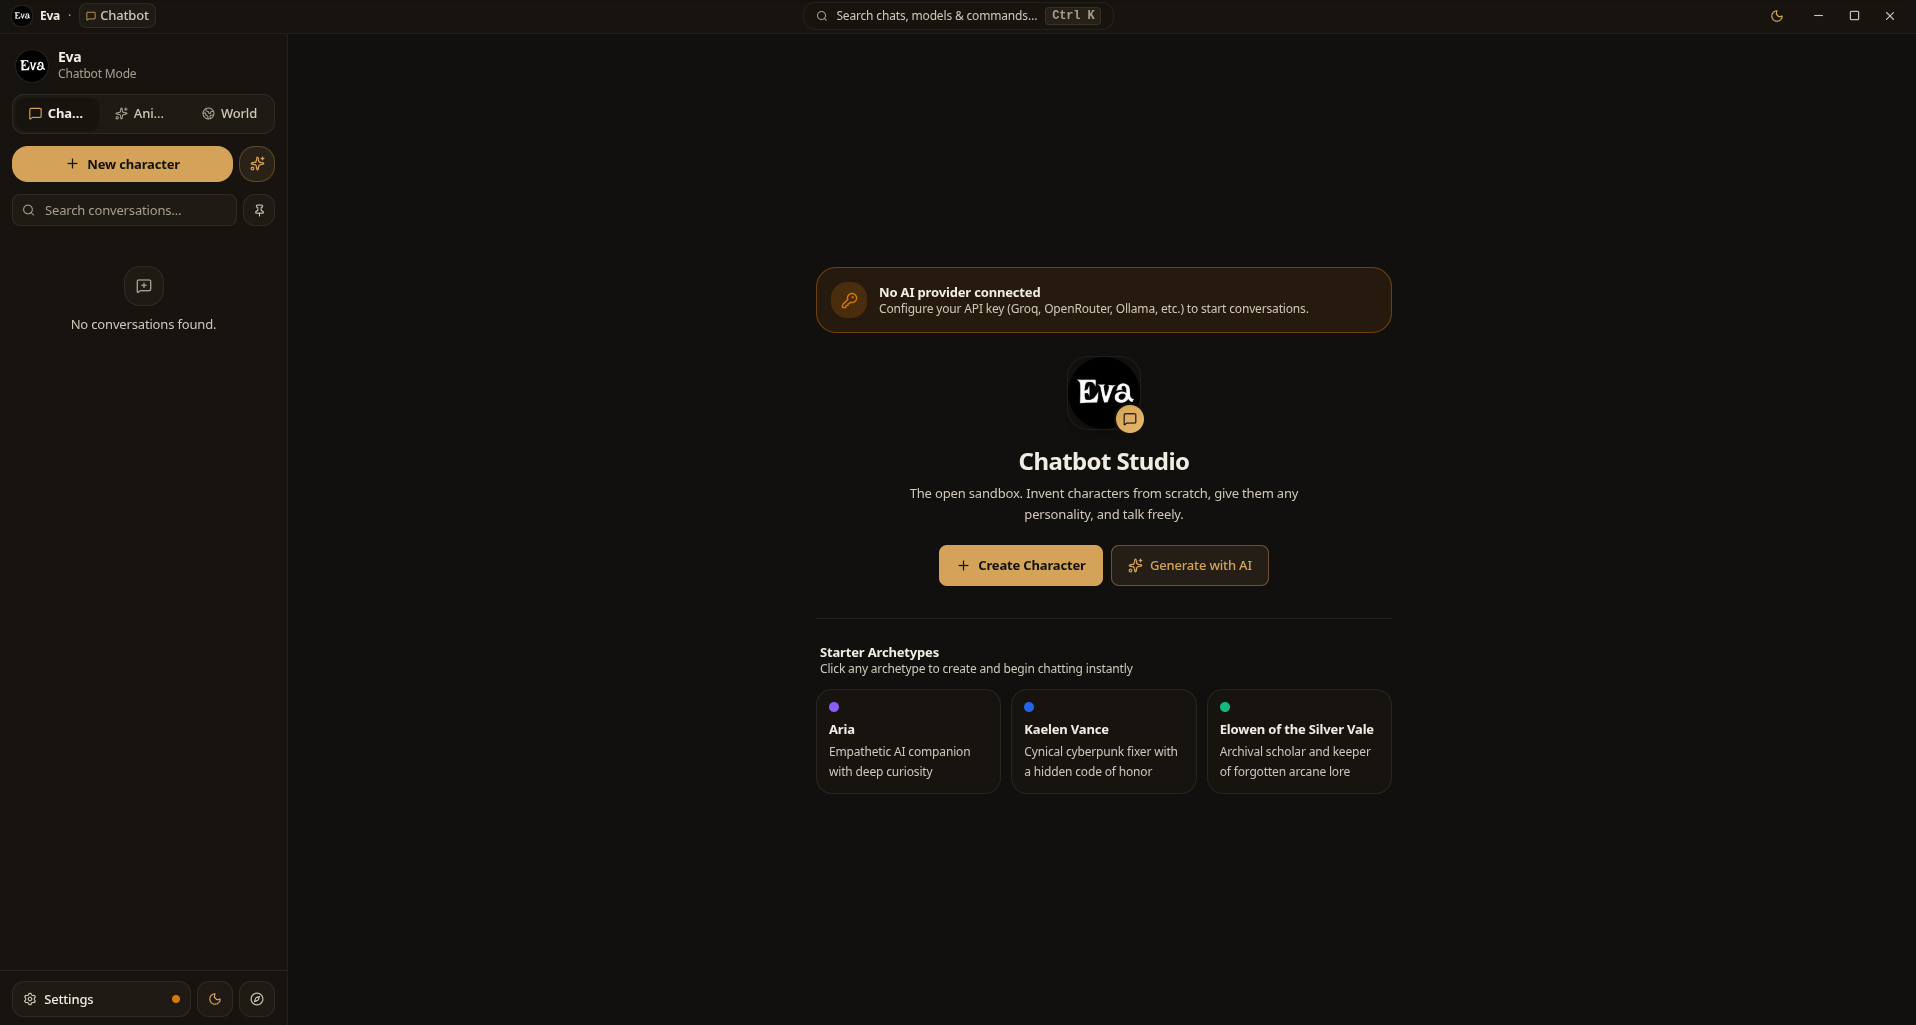 Eva
Eva · Chatbot
Search chats, models & commands... Ctrl K
Eva
Eva
Chatbot Mode
Cha...
Ani...
World
New character
Search conversations...
No conversations found.
No AI provider connected
Configure your API key (Groq, OpenRouter, Ollama, etc.) to start conversations.
Eva
Chatbot Studio
The open sandbox. Invent characters from scratch, give them any
personality, and talk freely.
Create Character
Generate with AI
Starter Archetypes
Click any archetype to create and begin chatting instantly
Aria
Empathetic AI companion
with deep curiosity
Kaelen Vance
Cynical cyberpunk fixer with
a hidden code of honor
Elowen of the Silver Vale
Archival scholar and keeper
of forgotten arcane lore
Settings